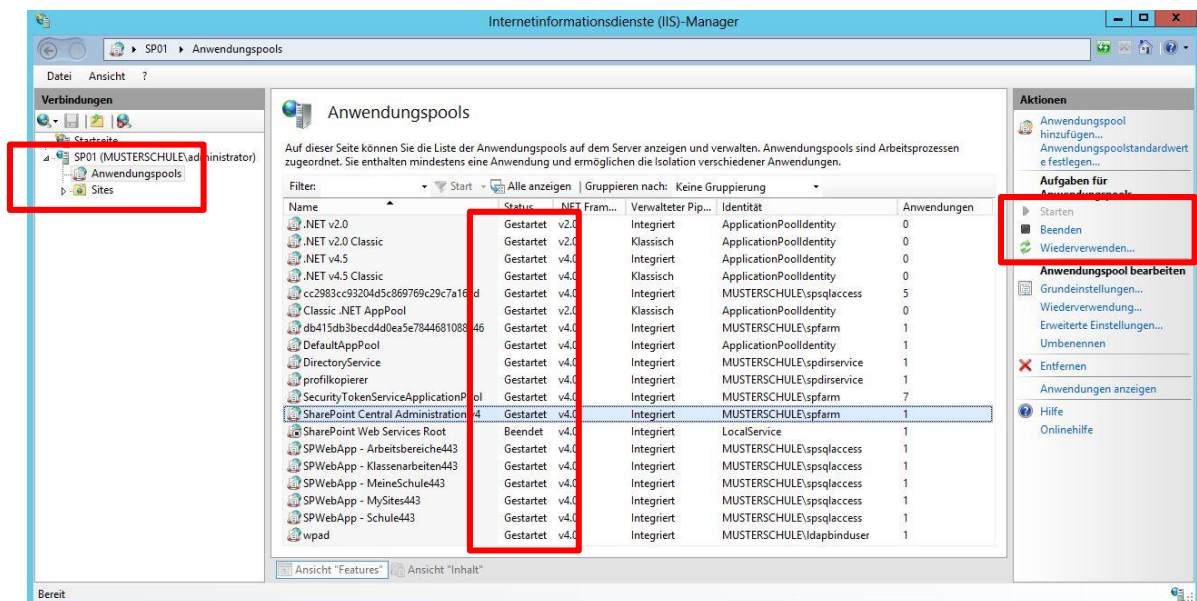 Internetinformationsdienste (IIS)-Manager
SP01 Anwendungspools
Datei Ansicht ?
Verbindungen
Startseite
SP01 (MUSTERSCHULE\administrator)
Anwendungspools
Sites
Anwendungspools
Auf dieser Seite können Sie die Liste der Anwendungspools auf dem Server anzeigen und verwalten. Anwendungspools sind Arbeitsprozessen
zugeordnet. Sie enthalten mindestens eine Anwendung und ermöglichen die Isolation verschiedener Anwendungen.
Filter: Start Alle anzeigen Gruppieren nach: Keine Gruppierung
Name Status .NET Fram... Verwalteter Pip... Identität Anwendungen
.NET v2.0 Gestartet v2.0 Integriert ApplicationPoolIdentity 0
.NET v2.0 Classic Gestartet v2.0 Klassisch ApplicationPoolIdentity 0
.NET v4.5 Gestartet v4.0 Integriert ApplicationPoolIdentity 0
.NET v4.5 Classic Gestartet v4.0 Klassisch ApplicationPoolIdentity 0
Gestartet v4.0 Integriert MUSTERSCHULE\spsqlaccess 5
Classic .NET AppPool Gestartet v2.0 Klassisch ApplicationPoolIdentity 0
Gestartet v4.0 Integriert MUSTERSCHULE\spfarm 1
DefaultAppPool Gestartet v4.0 Integriert ApplicationPoolIdentity 1
DirectoryService Gestartet v4.0 Integriert MUSTERSCHULE\spdirservice 1
profilkopierer Gestartet v4.0 Integriert MUSTERSCHULE\spdirservice 1
SecurityTokenServiceApplicationPool Gestartet v4.0 Integriert MUSTERSCHULE\spfarm 7
SharePoint Central Administration v4 Gestartet v4.0 Integriert MUSTERSCHULE\spfarm 1
SharePoint Web Services Root Beendet v4.0 Integriert LocalService 1
SPWebApp - Arbeitsbereiche443 Gestartet v4.0 Integriert MUSTERSCHULE\spsqlaccess 1
SPWebApp - Klassenarbeiten443 Gestartet v4.0 Integriert MUSTERSCHULE\spsqlaccess 1
SPWebApp - MeineSchule443 Gestartet v4.0 Integriert MUSTERSCHULE\spsqlaccess 1
SPWebApp - MySites443 Gestartet v4.0 Integriert MUSTERSCHULE\spsqlaccess 1
SPWebApp - Schule443 Gestartet v4.0 Integriert MUSTERSCHULE\spsqlaccess 1
wpad Gestartet v4.0 Integriert MUSTERSCHULE\ldapbinduser 1
Ansicht "Features" Ansicht "Inhalt"
Aktionen
Anwendungspool
hinzufügen...
Anwendungspoolstandardwert
e festlegen...
Aufgaben für
Anwendungspools
Starten
Beenden
Wiederverwenden...
Anwendungspool bearbeiten
Grundeinstellungen...
Wiederverwendung...
Erweiterte Einstellungen...
Umbenennen
Entfernen
Anwendungen anzeigen
Hilfe
Onlinehilfe
Bereit